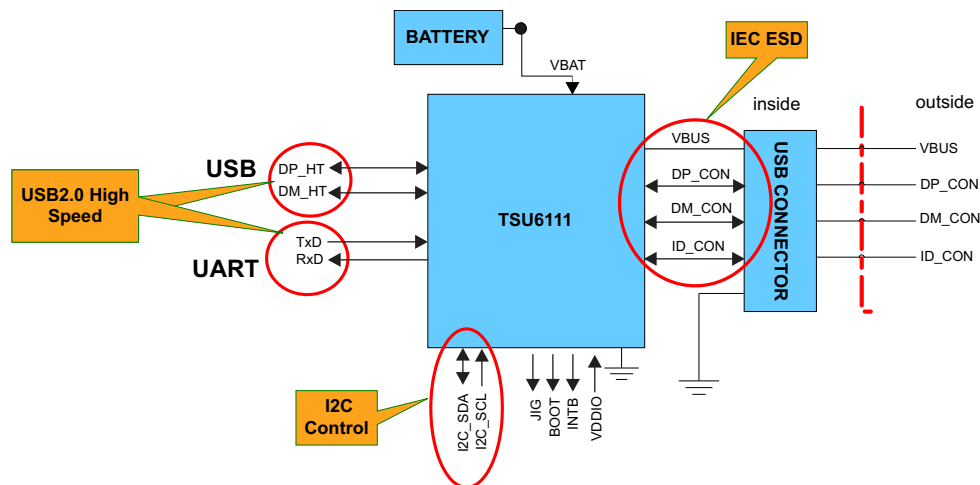 BATTERY
IEC ESD
VBAT
inside
outside
VBUS
VBUS
USB
DP_HT
DM_HT
DP_CON
DP_CON
USB2.0 High
Speed
TSU6111
DM_CON
DM_CON
USB CONNECTOR
TxD
RxD
UART
ID_CON
ID_CON
I2C
Control
I2C_SDA
I2C_SCL
JIG
BOOT
INTB
VDDIO